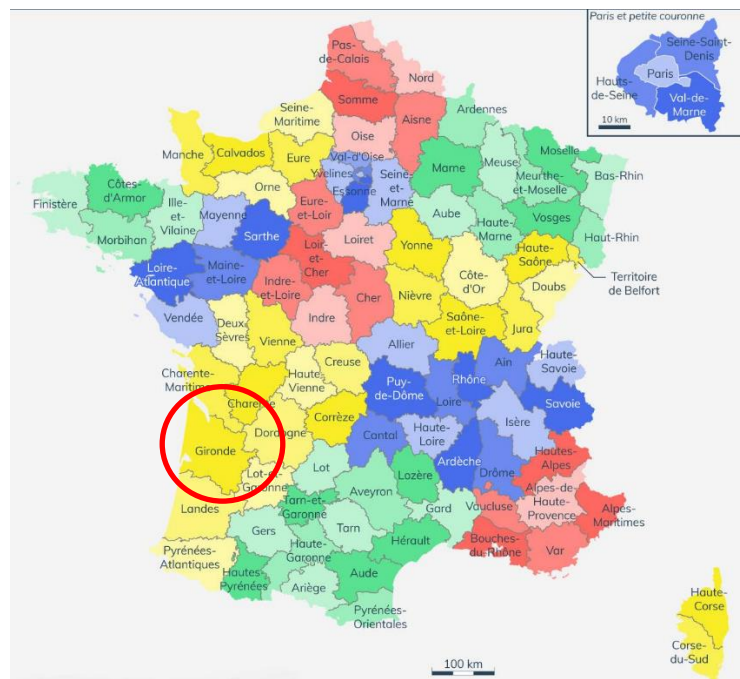 Paris et petite couronne
Seine-Saint-
Denis
Paris
Hauts-
de-Seine
Val-de-
Marne
10 km
Pas-
de-Calais
Nord
Somme
Aisne
Seine-
Maritime
Oise
Ardennes
Manche
Calvados
Eure
Val-d'Oise
Yvelines
Essonne
Seine-
et-
Marne
Marne
Meuse
Moselle
Meurthe-
et-Moselle
Bas-Rhin
Orne
Finistère
Côtes-
d'Armor
Ille-
et-
Vilaine
Morbihan
Mayenne
Sarthe
Eure-
et-Loir
Loiret
Loir-
et-
Cher
Yonne
Aube
Haute-
Marne
Vosges
Haut-Rhin
Haute-
Saône
Territoire
de Belfort
Loire-
Atlantique
Maine-
et-Loire
Indre-
et-Loire
Cher
Nièvre
Côte-
d'Or
Doubs
Vendée
Deux-
Sèvres
Vienne
Indre
Saône-
et-Loire
Jura
Allier
Creuse
Haute
Vienne
Charente-
Maritime
Charente
Puy-
de-Dôme
Rhône
Loire
Ain
Haute-
Savoie
Savoie
Isère
Corrèze
Dordogne
Gironde
Cantal
Haute-
Loire
Ardèche
Drôme
Hautes-
Alpes
Lot
Lot-et-
Garonne
Lozère
Aveyron
Tarn-et-
Garonne
Landes
Gers
Tarn
Gard
Vaucluse
Alpes-de
Haute-
Provence
Alpes-
Maritimes
Bouches-
du-Rhône
Var
Hérault
Haute-
Garonne
Pyrénées-
Atlantiques
Hautes-
Pyrénées
Ariège
Aude
Pyrénées-
Orientales
Haute-
Corse
Corse-
du-Sud
100 km